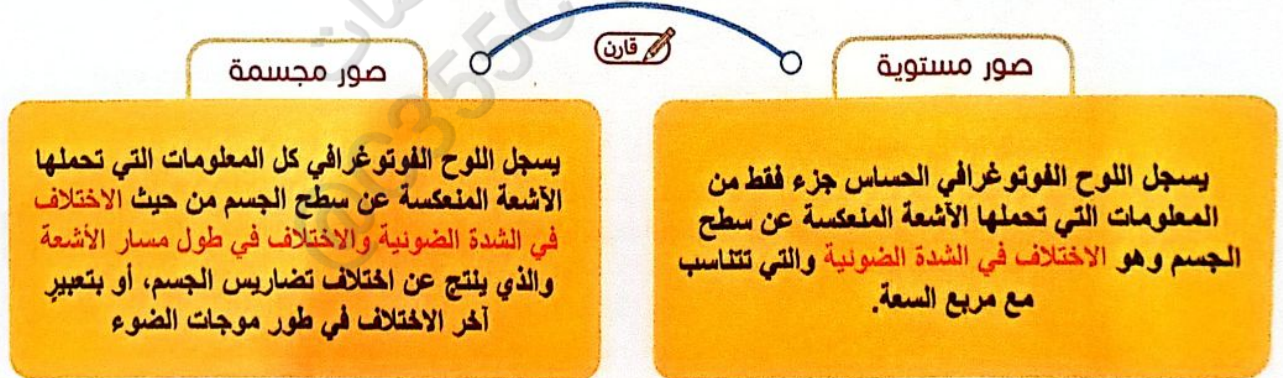 قارن
صور مستوية
يسجل اللوح الفوتوغرافي الحساس جزء فقط من
المعلومات التي تحملها الآشعة المنعكسة عن سطح
الجسم وهو الاختلاف في الشدة الضوئية والتي تتناسب
مع مربع السعة.
صور مجسمة
يسجل اللوح الفوتوغرافي كل المعلومات التي تحملها
الآشعة المنعكسة عن سطح الجسم من حيث الاختلاف
في الشدة الضوئية والاختلاف في طول مسار الأشعة
والذي ينتج عن اختلاف تضاريس الجسم، أو بتعبيرٍ
آخر الاختلاف في طور موجات الضوء